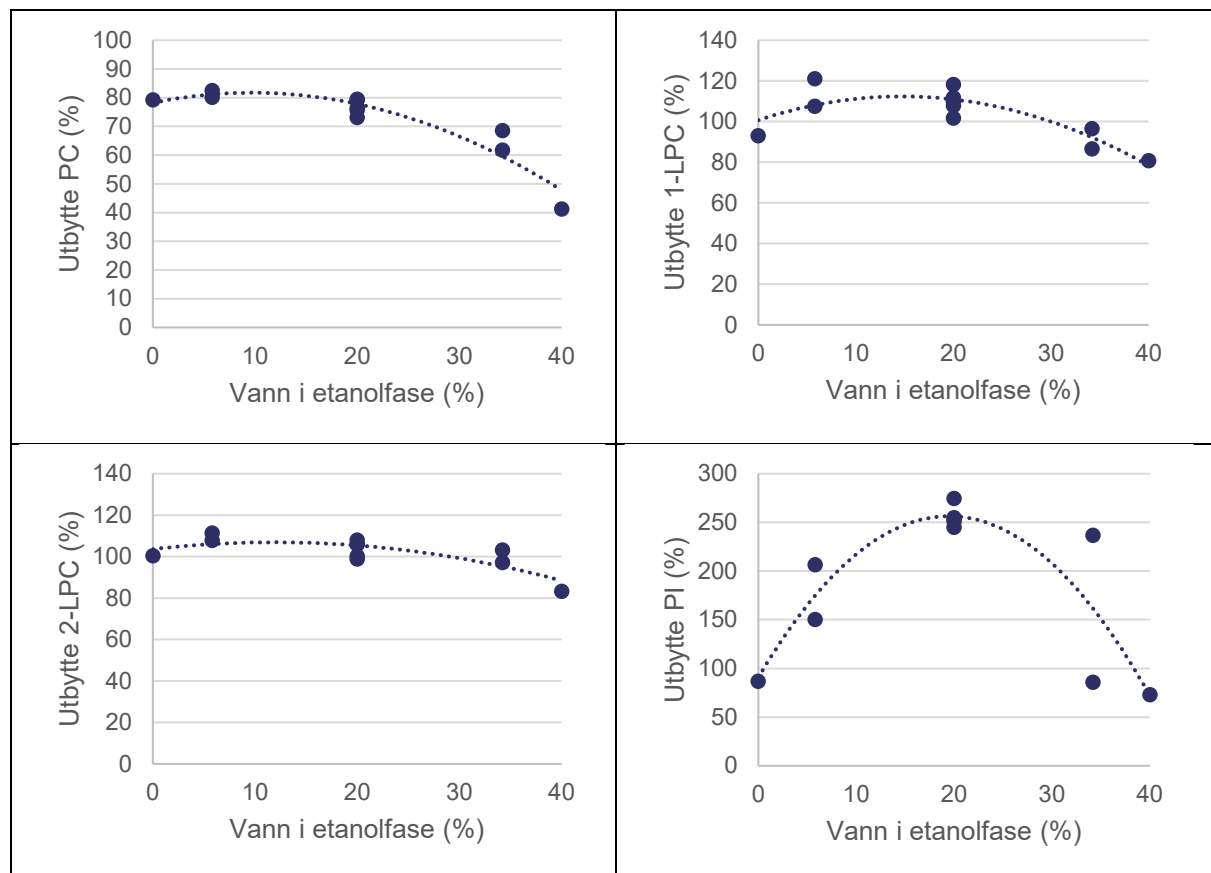 Utbytte PC (%)
100
90
80
70
60
50
40
30
20
10
0
0 10 20 30 40
Vann i etanolfase (%)
Utbytte 1-LPC (%)
140
120
100
80
60
40
20
0
0 10 20 30 40
Vann i etanolfase (%)
Utbytte 2-LPC (%)
140
120
100
80
60
40
20
0
0 10 20 30 40
Vann i etanolfase (%)
Utbytte PI (%)
300
250
200
150
100
50
0
0 10 20 30 40
Vann i etanolfase (%)